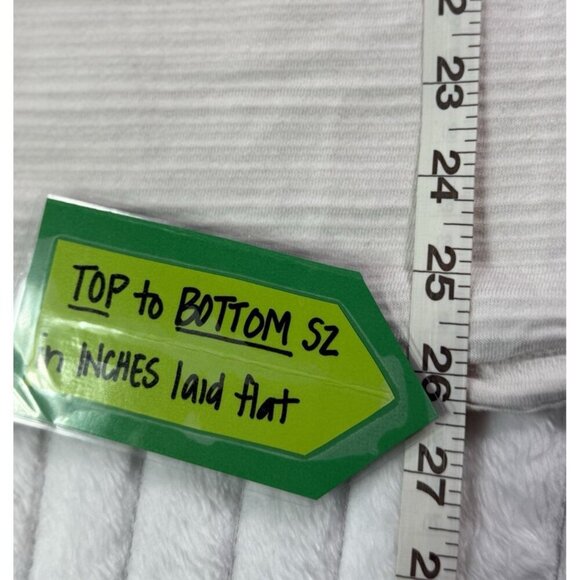 TOP to BOTTOM SZ
in INCHES laid flat
23
24
25
26
27